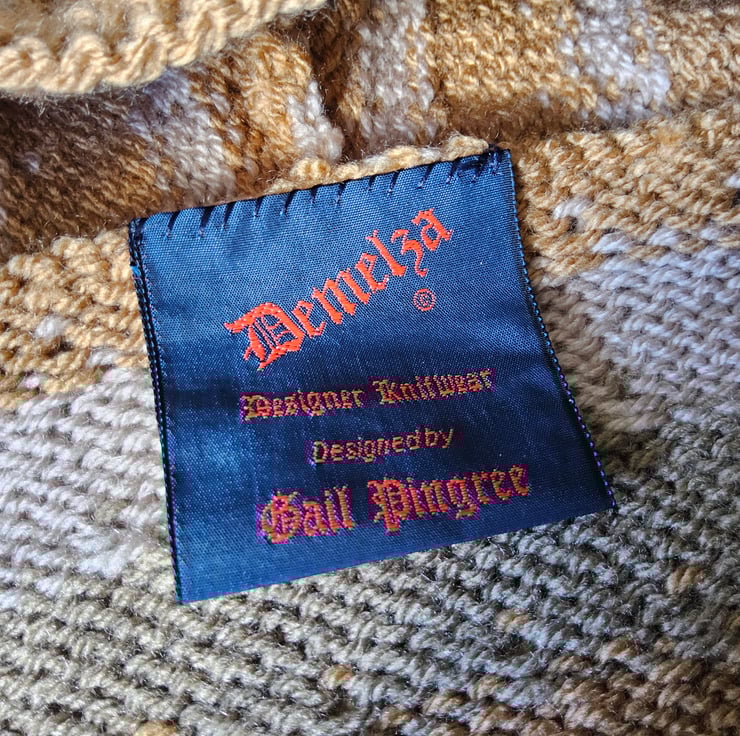 Demelza
®
Designer Knitwear
Designed by
Gail Pingree